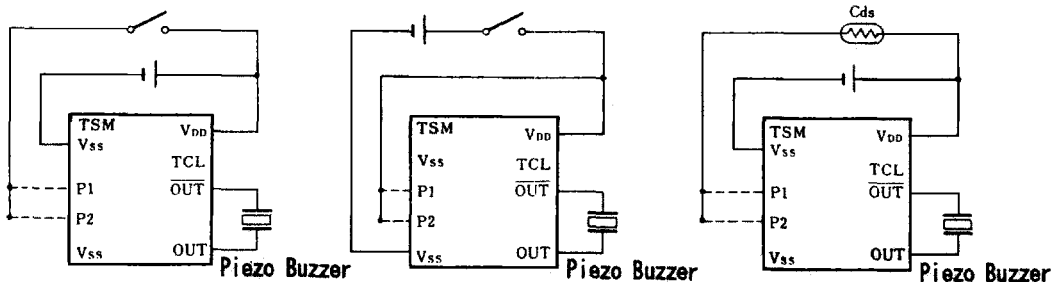 TSM
VDD
VSS
TCL
P1
OUT
P2
VSS
OUT
Piezo Buzzer
TSM
VDD
VSS
TCL
P1
OUT
P2
VSS
OUT
Piezo Buzzer
Cds
TSM
VDD
VSS
TCL
P1
OUT
P2
VSS
OUT
Piezo Buzzer